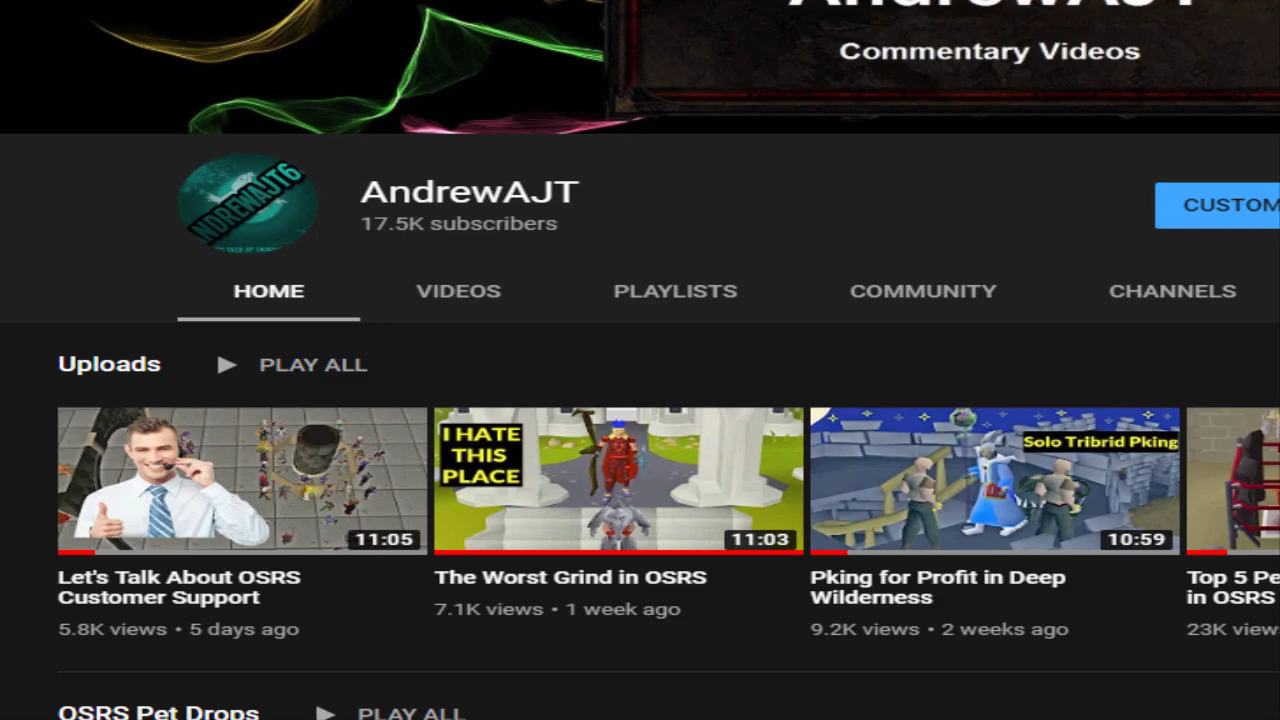 AndrewAJT
Commentary Videos
NDREWAJT6
AndrewAJT
17.5K subscribers
CUSTOM
HOME
VIDEOS
PLAYLISTS
COMMUNITY
CHANNELS
Uploads
PLAY ALL
I HATE
THIS
PLACE
Solo Tribrid Pking
11:05
11:03
10:59
Let's Talk About OSRS
Customer Support
5.8K views • 5 days ago
The Worst Grind in OSRS
7.1K views • 1 week ago
Pking for Profit in Deep
Wilderness
9.2K views • 2 weeks ago
Top 5 Pe
in OSRS
23K view
OSRS Pet Drops
PLAY ALL